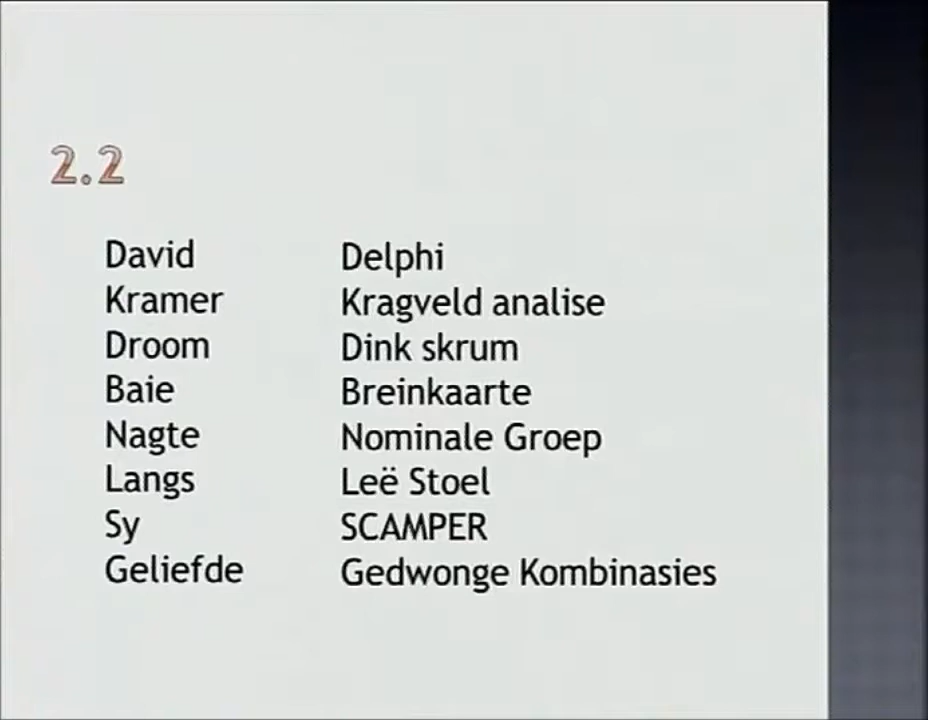 2.2
David Delphi
Kramer Kragveld analise
Droom Dink skrum
Baie Breinkaarte
Nagte Nominale Groep
Langs Leë Stoel
Sy SCAMPER
Geliefde Gedwonge Kombinasies